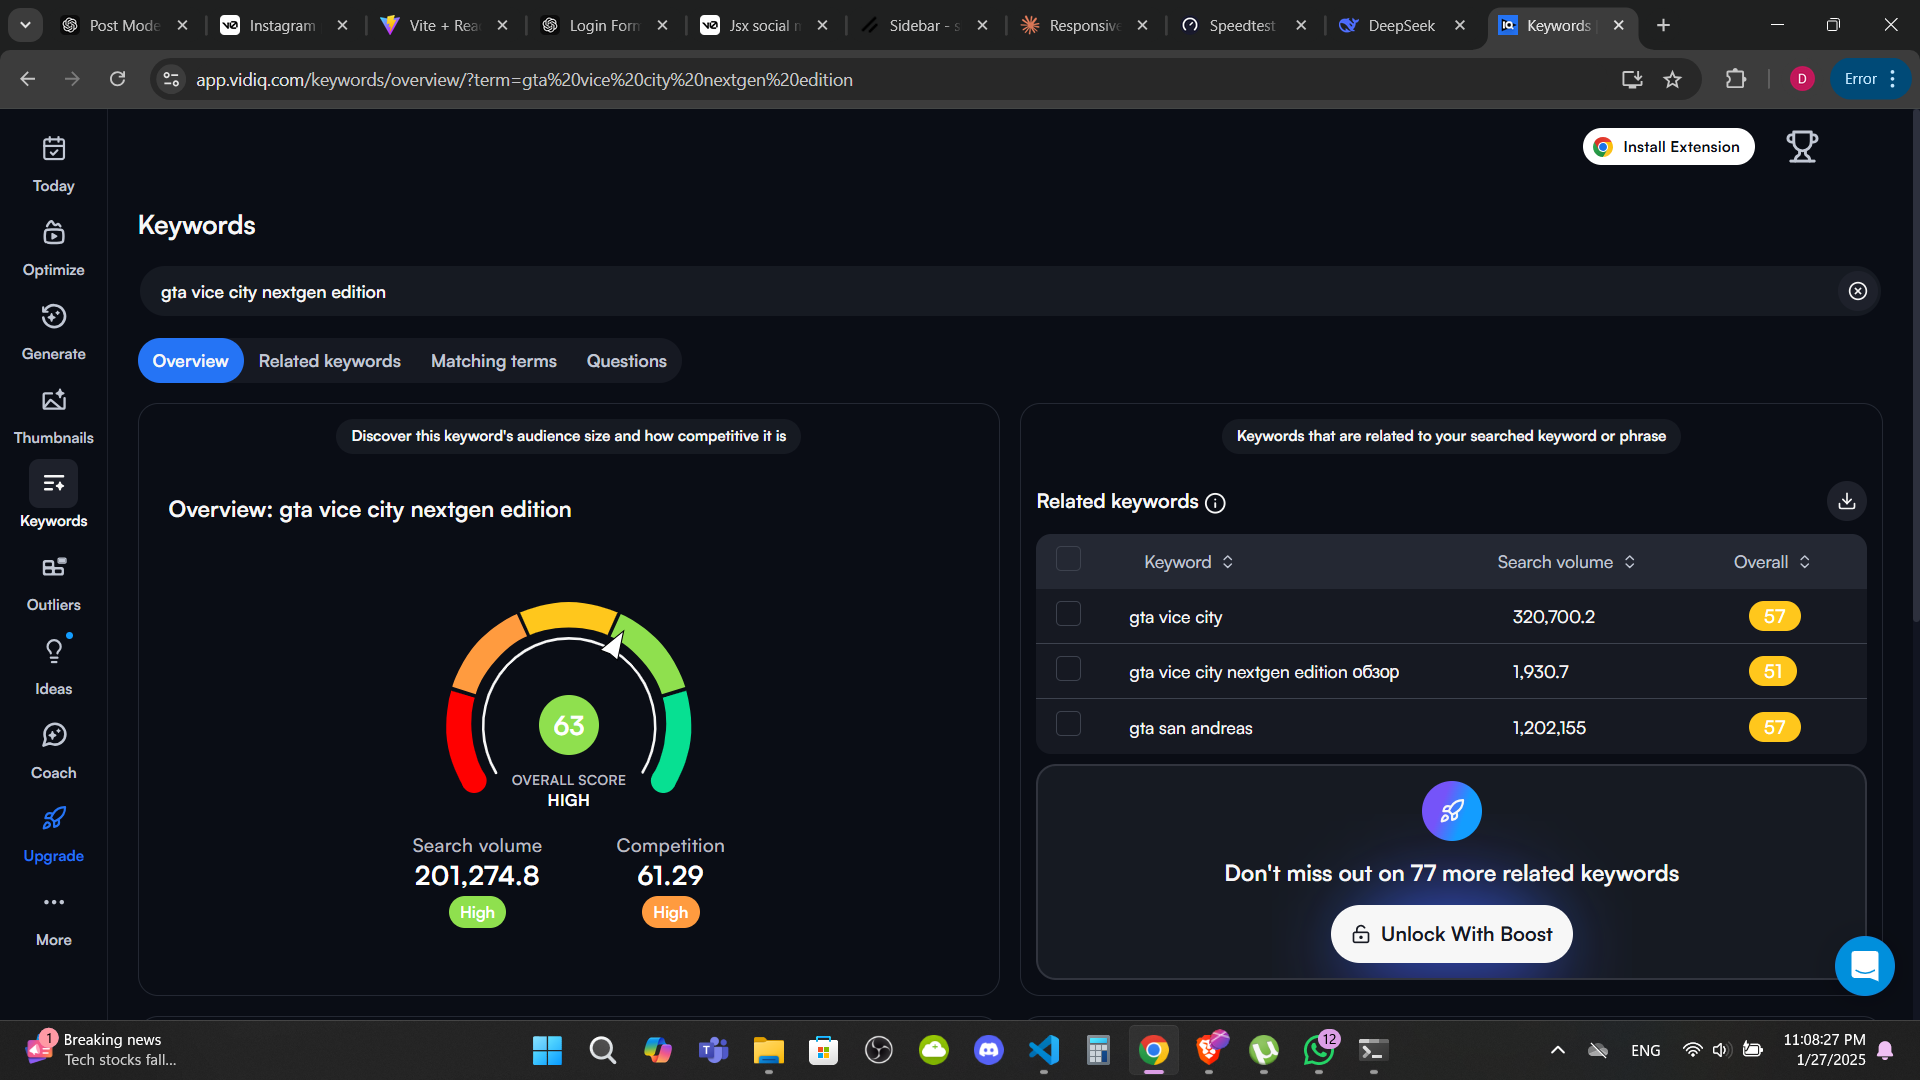 Post Mode
Instagram
Vite + Rea
Login Form
Jsx social m
Sidebar - s
Responsive
Speedtest
DeepSeek
Keywords
app.vidiq.com/keywords/overview/?term=gta%20vice%20city%20nextgen%20edition
D
Error
Today
Optimize
Generate
Thumbnails
Keywords
Outliers
Ideas
Coach
Upgrade
More
Install Extension
Keywords
gta vice city nextgen edition
Overview Related keywords Matching terms Questions
Discover this keyword's audience size and how competitive it is
Overview: gta vice city nextgen edition
63
OVERALL SCORE
HIGH
Search volume Competition
201,274.8 61.29
High High
Keywords that are related to your searched keyword or phrase
Related keywords
Keyword Search volume Overall
gta vice city 320,700.2 57
gta vice city nextgen edition обзор 1,930.7 51
gta san andreas 1,202,155 57
Don't miss out on 77 more related keywords
Unlock With Boost
1
Breaking news
Tech stocks fall...
12
ENG
11:08:27 PM
1/27/2025